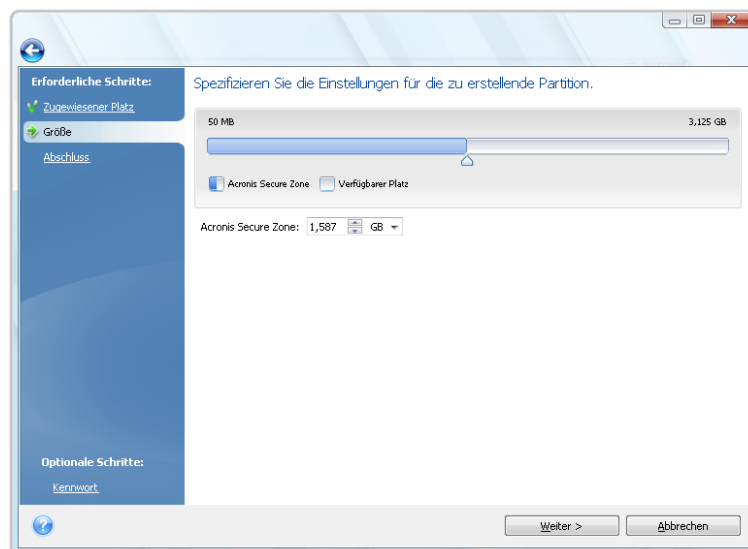 Erforderliche Schritte:
Zugewiesener Platz
Größe
Abschluss
Spezifizieren Sie die Einstellungen für die zu erstellende Partition.
50 MB 3,125 GB
Acronis Secure Zone Verfügbarer Platz
Acronis Secure Zone: 1,587 GB
Optionale Schritte:
Kennwort
Weiter > Abbrechen